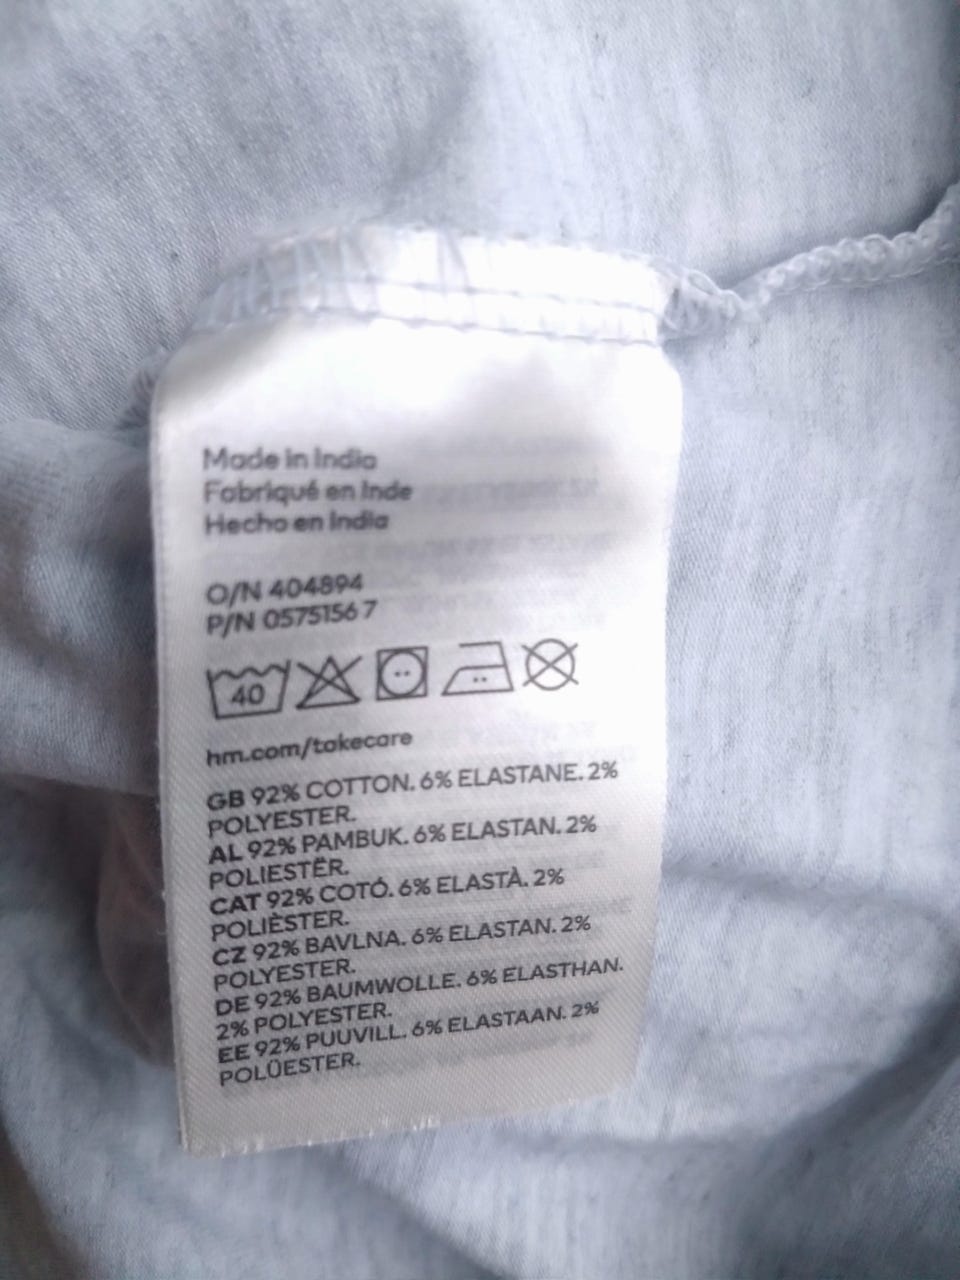 Made in India
Fabriqué en Inde
Hecho en India
O/N 404894
P/N 0575156 7
40
hm.com/takecare
GB 92% COTTON. 6% ELASTANE. 2%
POLYESTER.
AL 92% PAMBUK. 6% ELASTAN. 2%
POLIESTËR.
CAT 92% COTÓ. 6% ELASTÀ. 2%
POLIÈSTER.
CZ 92% BAVLNA. 6% ELASTAN. 2%
POLYESTER.
DE 92% BAUMWOLLE. 6% ELASTHAN.
2% POLYESTER.
EE 92% PUUVILL. 6% ELASTAAN. 2%
POLÜESTER.